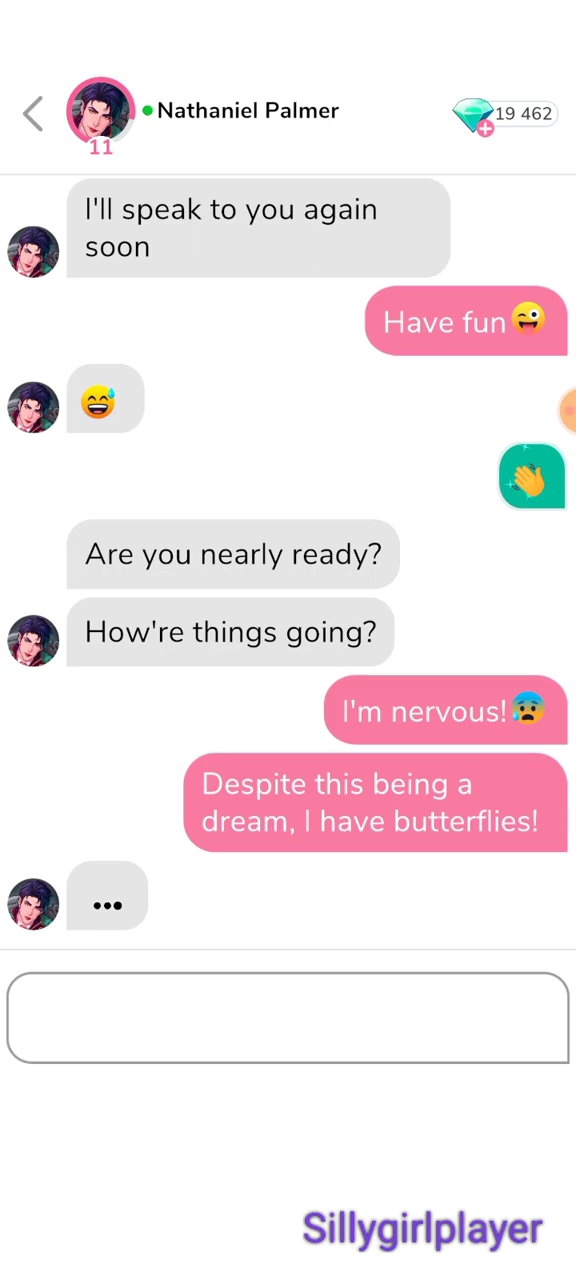 Nathaniel Palmer
19 462
11
I'll speak to you again
soon
Have fun😜
😅
👏
Are you nearly ready?
How're things going?
I'm nervous!😰
Despite this being a
dream, I have butterflies!
...
Sillygirlplayer